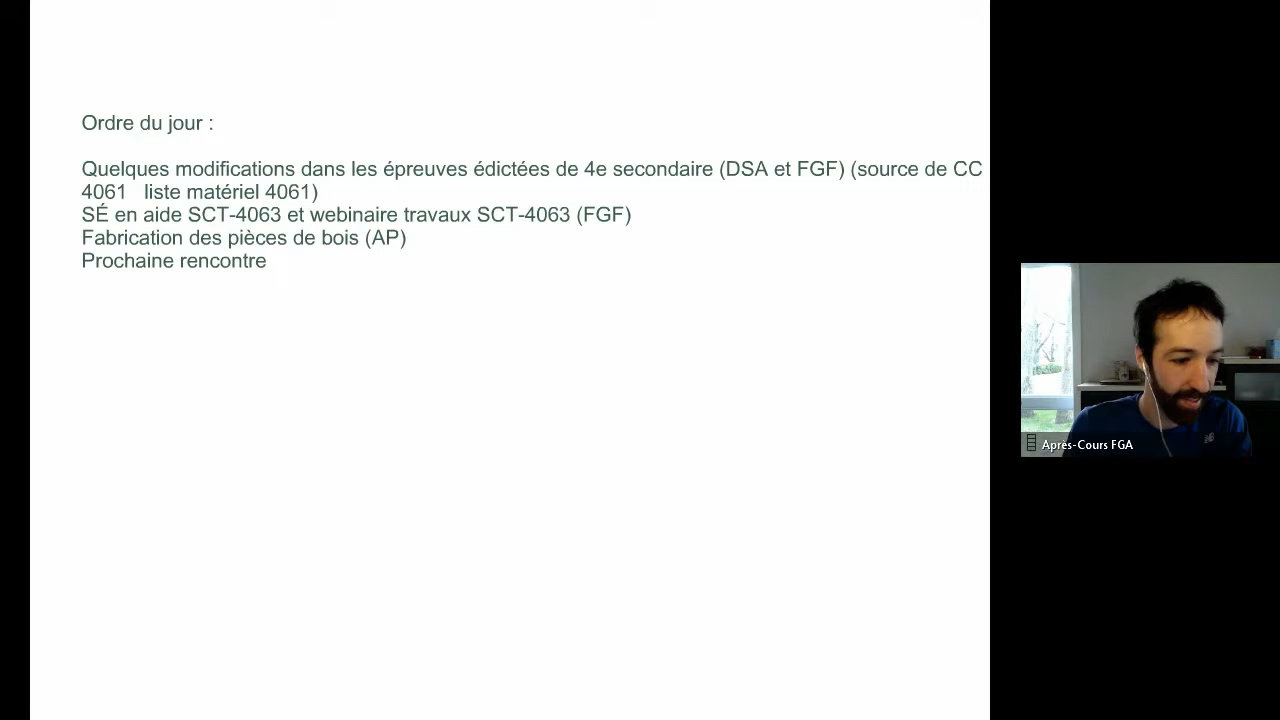 Ordre du jour :
Quelques modifications dans les épreuves édictées de 4e secondaire (DSA et FGF) (source de CC
4061 liste matériel 4061)
SÉ en aide SCT-4063 et webinaire travaux SCT-4063 (FGF)
Fabrication des pièces de bois (AP)
Prochaine rencontre
Après-Cours FGA